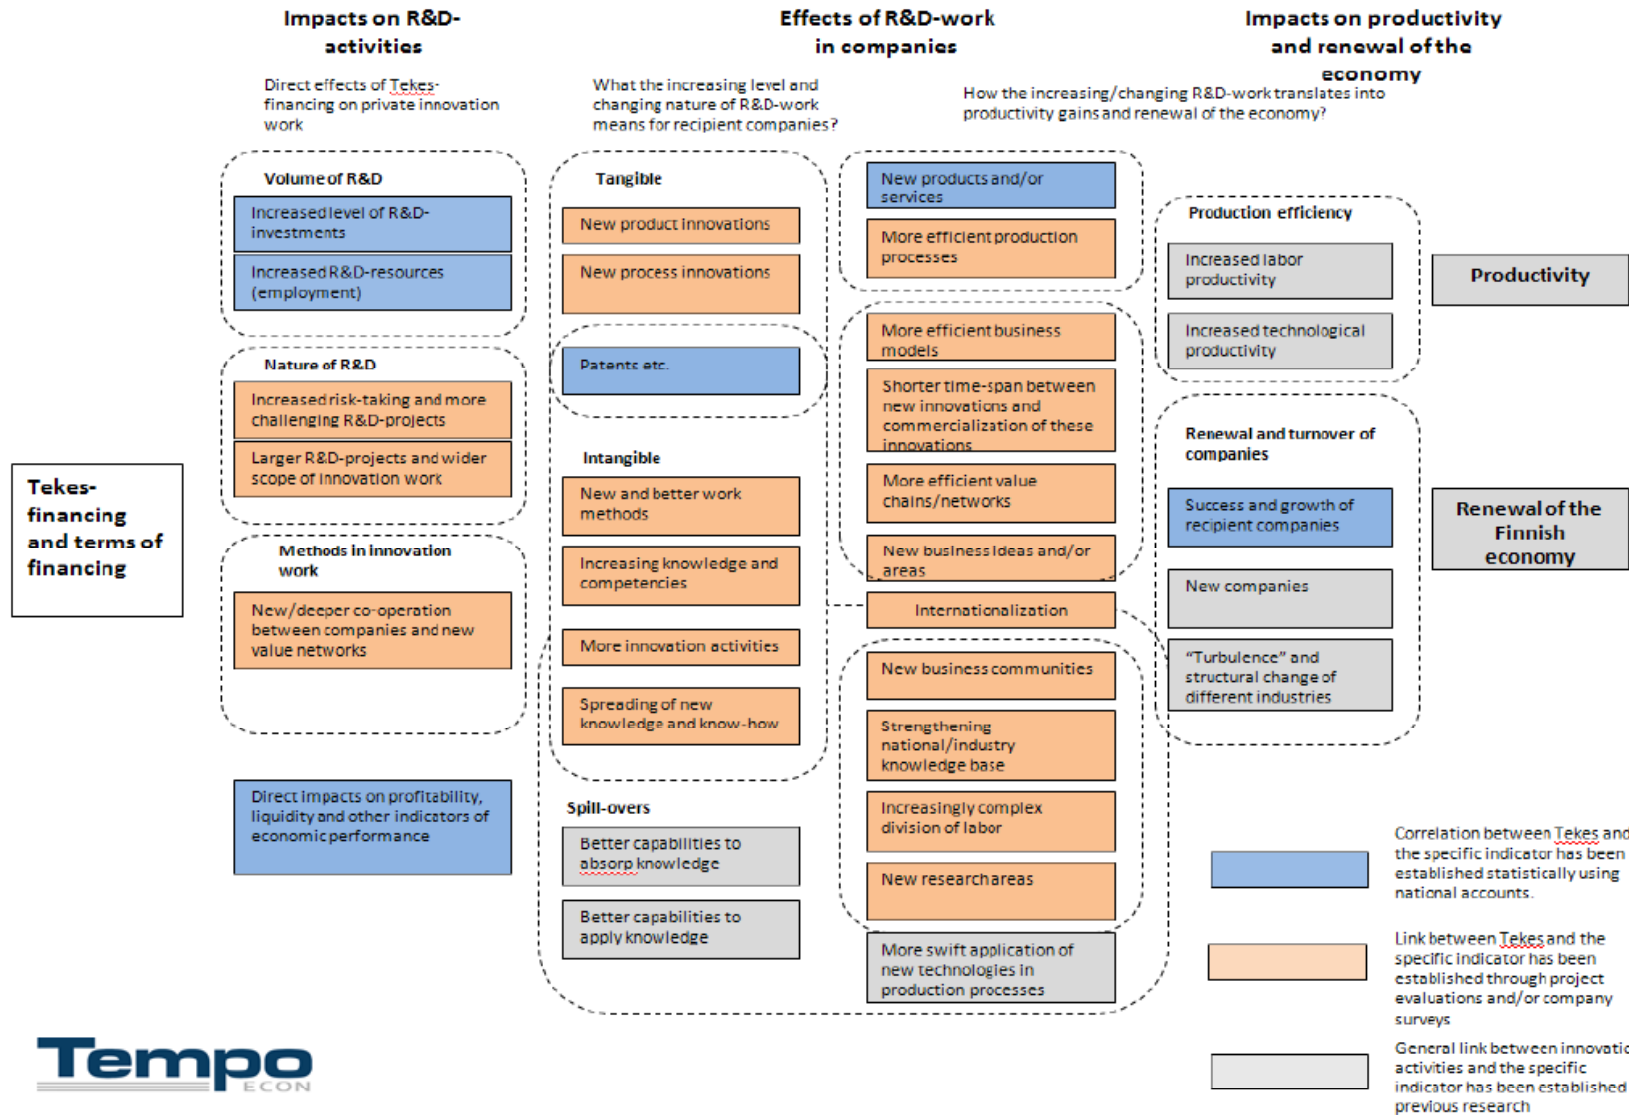 Impacts on R&D-
activities
Effects of R&D-work
in companies
Impacts on productivity
and renewal of the
economy
Direct effects of Tekes-
financing on private innovation
work
What the increasing level and
changing nature of R&D-work
means for recipient companies?
How the increasing/changing R&D-work translates into
productivity gains and renewal of the economy?
Tekes-
financing
and terms of
financing
Volume of R&D
Increased level of R&D-
investments
Increased R&D-resources
(employment)
Nature of R&D
Increased risk-taking and more
challenging R&D-projects
Larger R&D-projects and wider
scope of innovation work
Methods in innovation
work
New/deeper co-operation
between companies and new
value networks
Direct impacts on profitability,
liquidity and other indicators of
economic performance
Tangible
New product innovations
New process innovations
Patents etc.
Intangible
New and better work
methods
Increasing knowledge and
competencies
More innovation activities
Spreading of new
knowledge and know-how
Spill-overs
Better capabilities to
absorp knowledge
Better capabilities to
apply knowledge
New products and/or
services
More efficient production
processes
More efficient business
models
Shorter time-span between
new innovations and
commercialization of these
innovations
More efficient value
chains/networks
New business ideas and/or
areas
Internationalization
New business communities
Strengthening
national/industry
knowledge base
Increasingly complex
division of labor
New research areas
More swift application of
new technologies in
production processes
Production efficiency
Increased labor
productivity
Increased technological
productivity
Renewal and turnover of
companies
Success and growth of
recipient companies
New companies
“Turbulence” and
structural change of
different industries
Productivity
Renewal of the
Finnish
economy
Correlation between Tekes and
the specific indicator has been
established statistically using
national accounts.
Link between Tekes and the
specific indicator has been
established through project
evaluations and/or company
surveys
General link between innovatio
activities and the specific
indicator has been established
previous research
Tempo
ECON